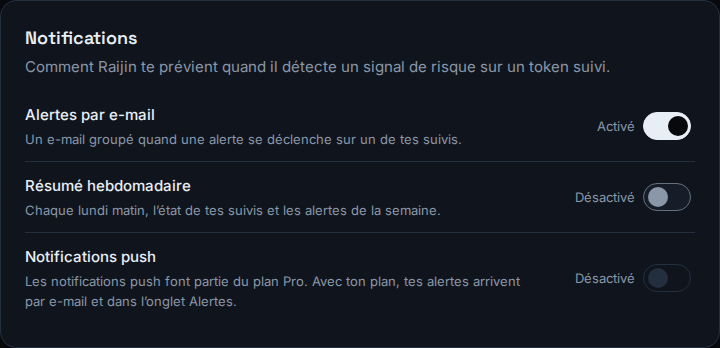 Notifications
Comment Raijin te prévient quand il détecte un signal de risque sur un token suivi.
Alertes par e-mail
Un e-mail groupé quand une alerte se déclenche sur un de tes suivis.
Activé
Résumé hebdomadaire
Chaque lundi matin, l’état de tes suivis et les alertes de la semaine.
Désactivé
Notifications push
Les notifications push font partie du plan Pro. Avec ton plan, tes alertes arrivent
par e-mail et dans l’onglet Alertes.
Désactivé